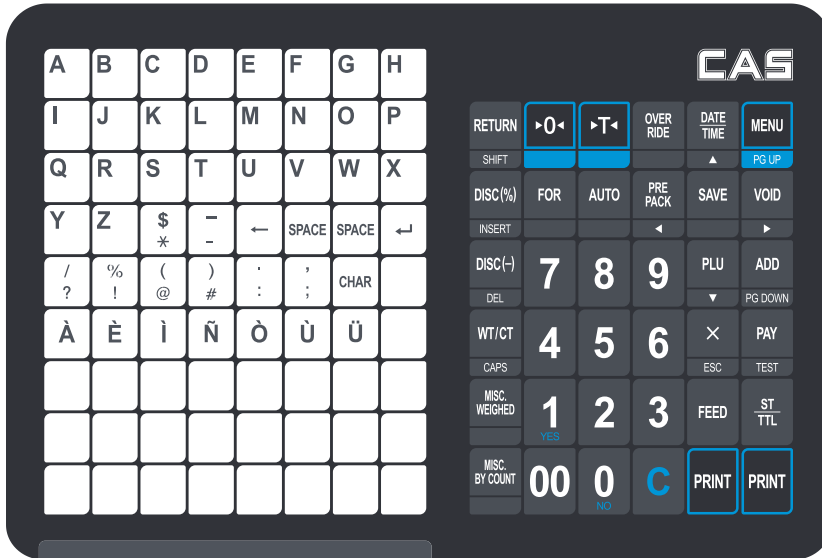 CAS
A B C D E F G H
I J K L M N O P
Q R S T U V W X
Y Z $ * – - ← SPACE SPACE ↵
/ ? % ! ( @ ) # . : , ; CHAR
À È Ì Ñ Ò Ù Ü
RETURN ▸0◂ ▸T◂ OVER RIDE DATE TIME MENU
SHIFT ▲ PG UP
DISC(%) FOR AUTO PRE PACK SAVE VOID
INSERT ◀ ▶
DISC(–) 7 8 9 PLU ADD
DEL ▼ PG DOWN
WT/CT 4 5 6 × PAY
CAPS ESC TEST
MISC. WEIGHED 1 2 3 FEED ST TTL
YES
MISC. BY COUNT 00 0 C PRINT PRINT
NO